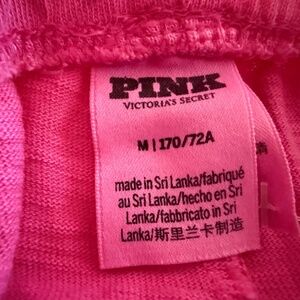 PINK
VICTORIA'S SECRET
M | 170/72A
made in Sri Lanka/fabriqué
au Sri Lanka/hecho en Sri
Lanka/fabbricato in Sri
Lanka/斯里兰卡制造